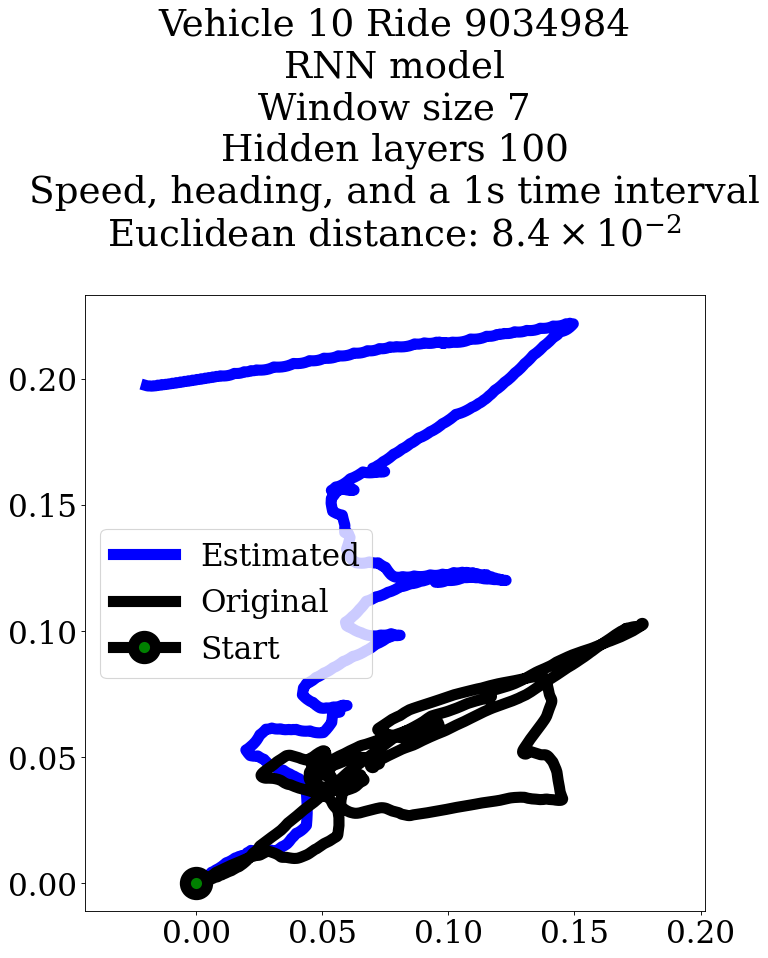 Vehicle 10 Ride 9034984
RNN model
Window size 7
Hidden layers 100
Speed, heading, and a 1s time interval
Euclidean distance: 8.4 × 10⁻²
0.20
0.15
0.10
0.05
0.00
Estimated
Original
Start
0.00 0.05 0.10 0.15 0.20